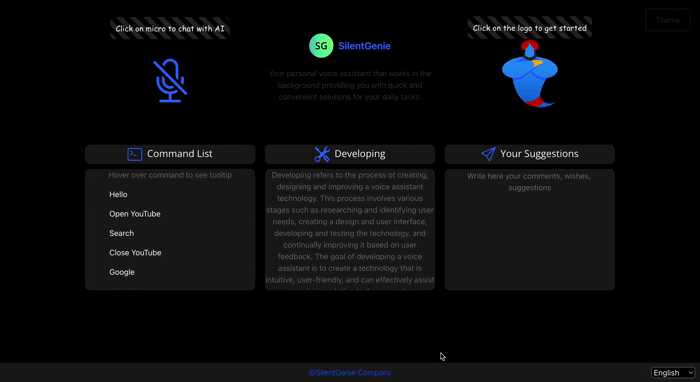 Click on micro to chat with AI
Click on the logo to get started
Theme
SG SilentGenie
Your personal voice assistant that works in the
background providing you with quick and
convenient solutions for your daily tasks.
Command List
Hover over command to see tooltip
Hello
Open YouTube
Search
Close YouTube
Google
Developing
Developing refers to the process of creating,
designing and improving a voice assistant
technology. This process involves various
stages such as researching and identifying user
needs, creating a design and user interface,
developing and testing the technology, and
continually improving it based on user
feedback. The goal of developing a voice
assistant is to create a technology that is
intuitive, user-friendly, and can effectively assist
Your Suggestions
Write here your comments, wishes,
suggestions
©SilentGenie Company
English